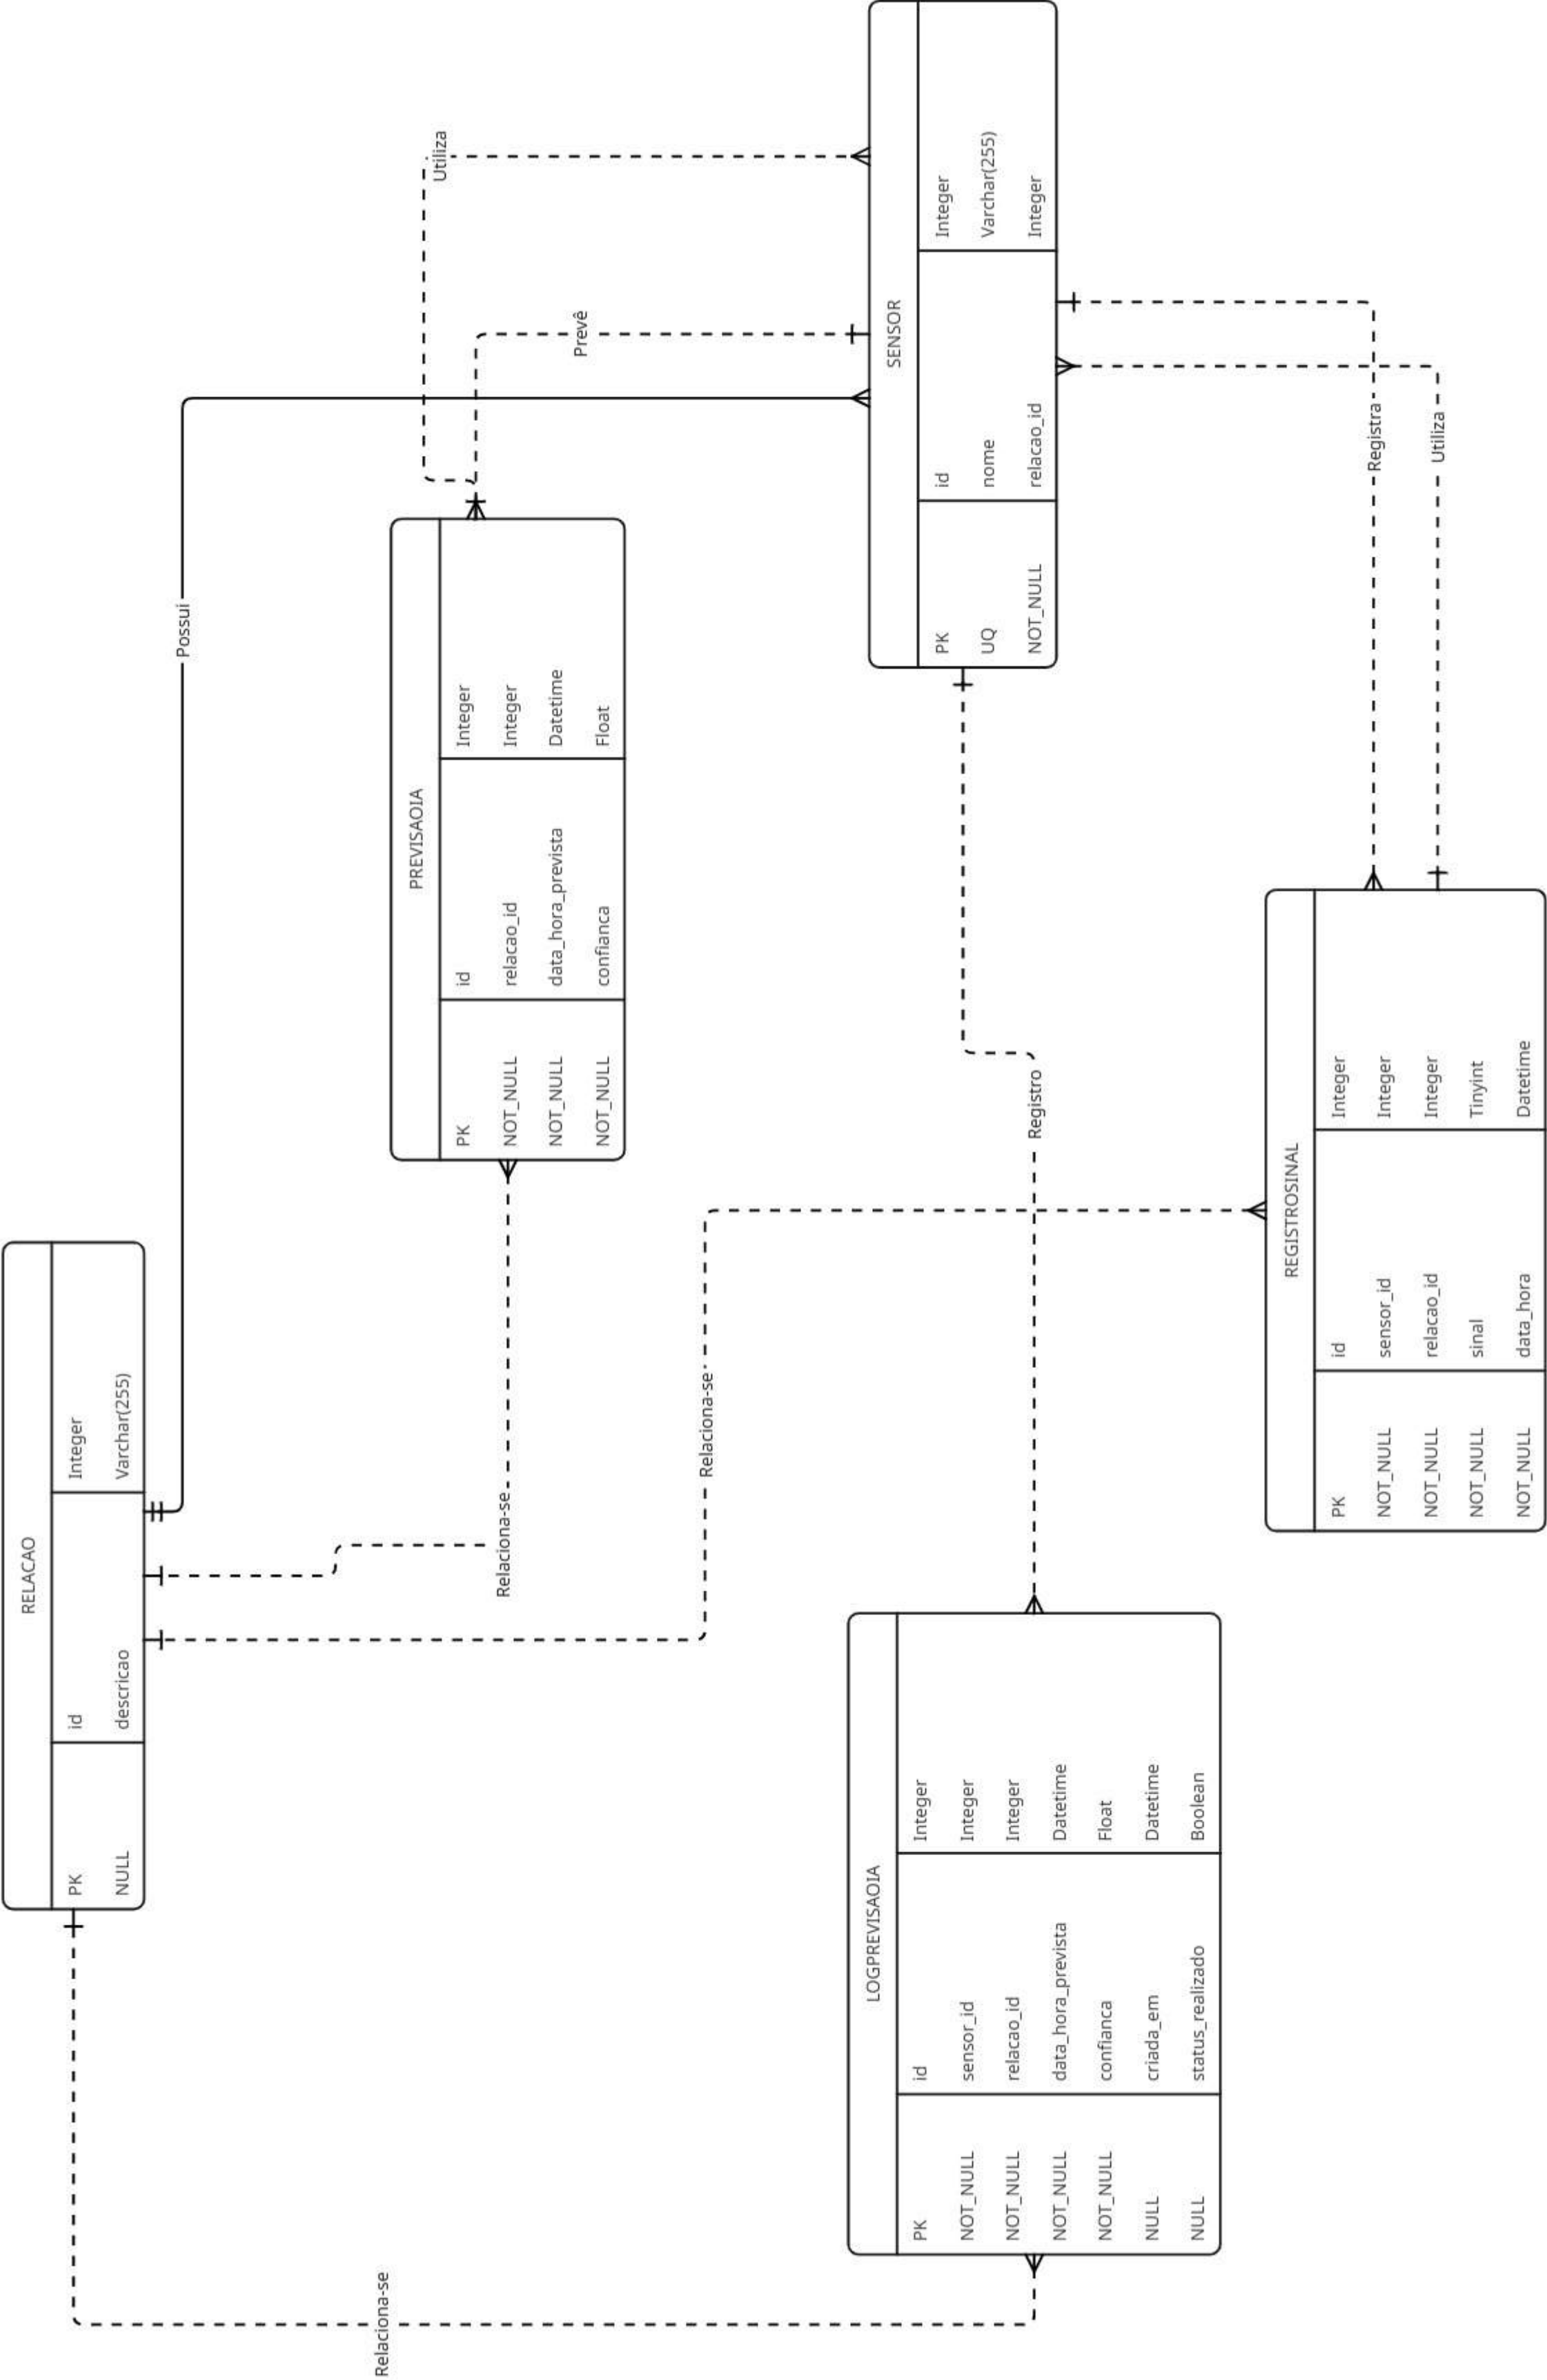 RELACAO
PK id Integer
NULL descricao Varchar(255)
Possui
Relaciona-se
Relaciona-se
Relaciona-se
PREVISAOIA
PK id Integer
NOT_NULL relacao_id Integer
NOT_NULL data_hora_prevista Datetime
NOT_NULL confianca Float
Utiliza
Prevê
SENSOR
PK id Integer
UQ nome Varchar(255)
NOT_NULL relacao_id Integer
Registro
Registra
Utiliza
LOGPREVISAOIA
PK id Integer
NOT_NULL sensor_id Integer
NOT_NULL relacao_id Integer
NOT_NULL data_hora_prevista Datetime
NOT_NULL confianca Float
NULL criada_em Datetime
NULL status_realizado Boolean
REGISTROSINAL
PK id Integer
NOT_NULL sensor_id Integer
NOT_NULL relacao_id Integer
NOT_NULL sinal Tinyint
NOT_NULL data_hora Datetime